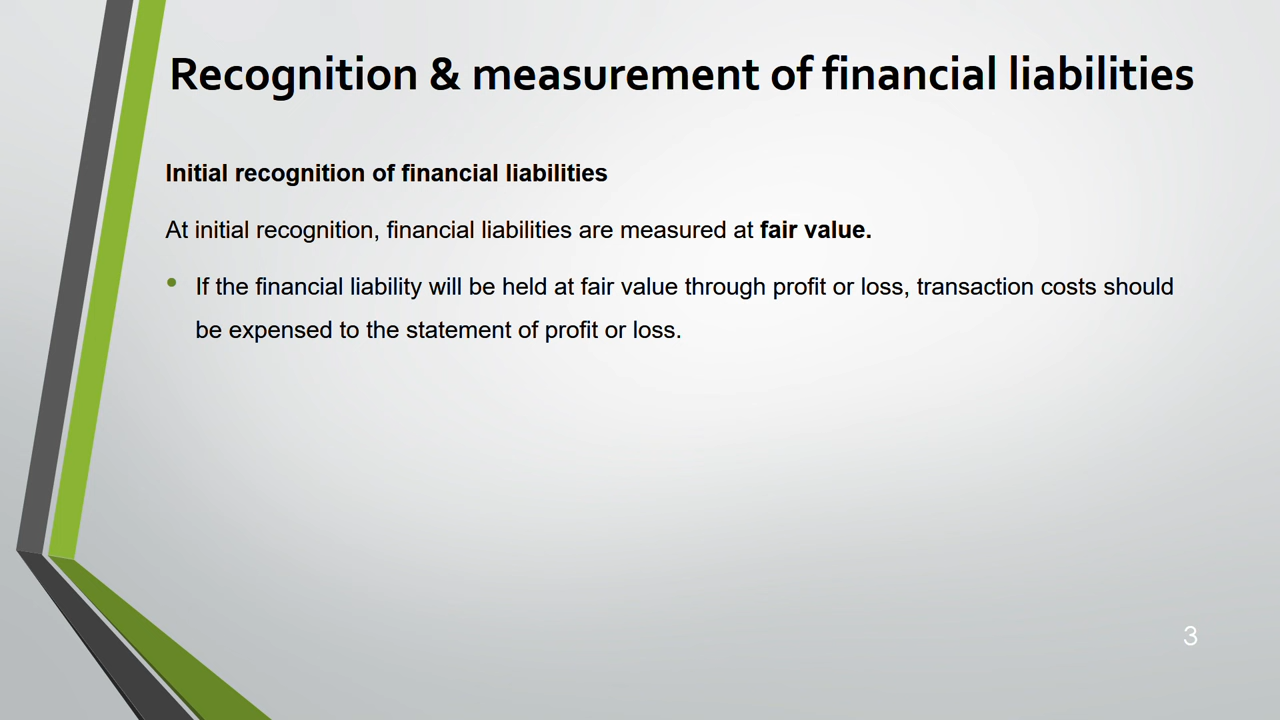 Recognition & measurement of financial liabilities
Initial recognition of financial liabilities
At initial recognition, financial liabilities are measured at fair value.
• If the financial liability will be held at fair value through profit or loss, transaction costs should
be expensed to the statement of profit or loss.
3